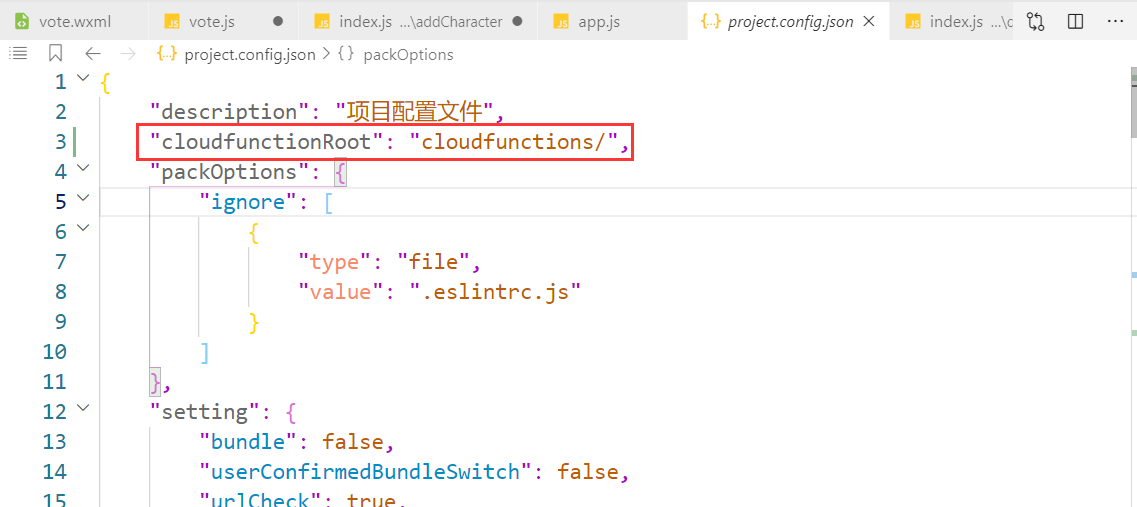 vote.wxml vote.js index.js ...\addCharacter app.js project.config.json index.js ...\c
project.config.json > {} packOptions
1 {
2 "description": "项目配置文件",
3 "cloudfunctionRoot": "cloudfunctions/",
4 "packOptions": {
5 "ignore": [
6 {
7 "type": "file",
8 "value": ".eslintrc.js"
9 }
10 ]
11 },
12 "setting": {
13 "bundle": false,
14 "userConfirmedBundleSwitch": false,
15 "urlCheck": true,